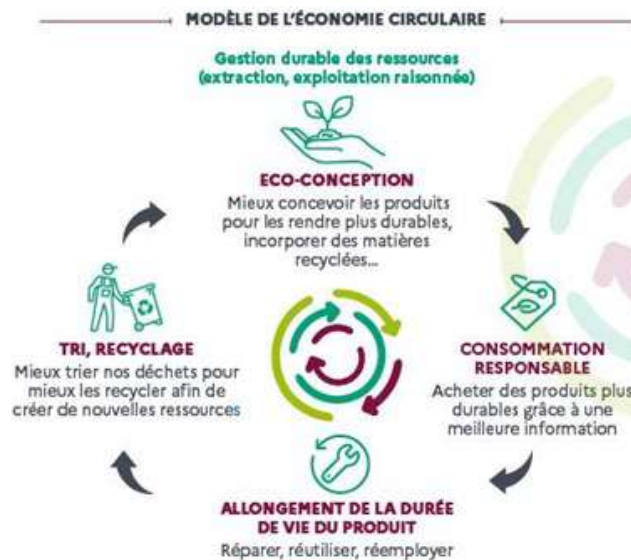 MODÈLE DE L'ÉCONOMIE CIRCULAIRE
Gestion durable des ressources
(extraction, exploitation raisonnée)
ECO-CONCEPTION
Mieux concevoir les produits
pour les rendre plus durables,
incorporer des matières
recyclées...
CONSOMMATION
RESPONSABLE
Acheter des produits plus
durables grâce à une
meilleure information
ALLONGEMENT DE LA DURÉE
DE VIE DU PRODUIT
Réparer, réutiliser, réemployer
TRI, RECYCLAGE
Mieux trier nos déchets pour
mieux les recycler afin de
créer de nouvelles ressources